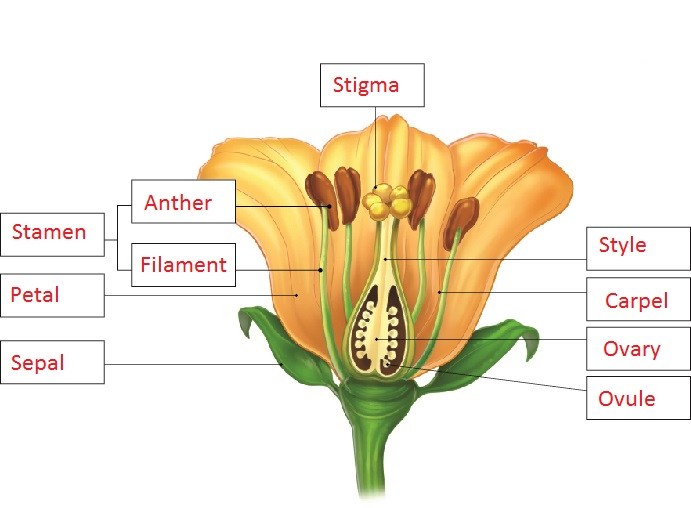 Stigma
Anther
Stamen
Filament
Petal
Sepal
Style
Carpel
Ovary
Ovule